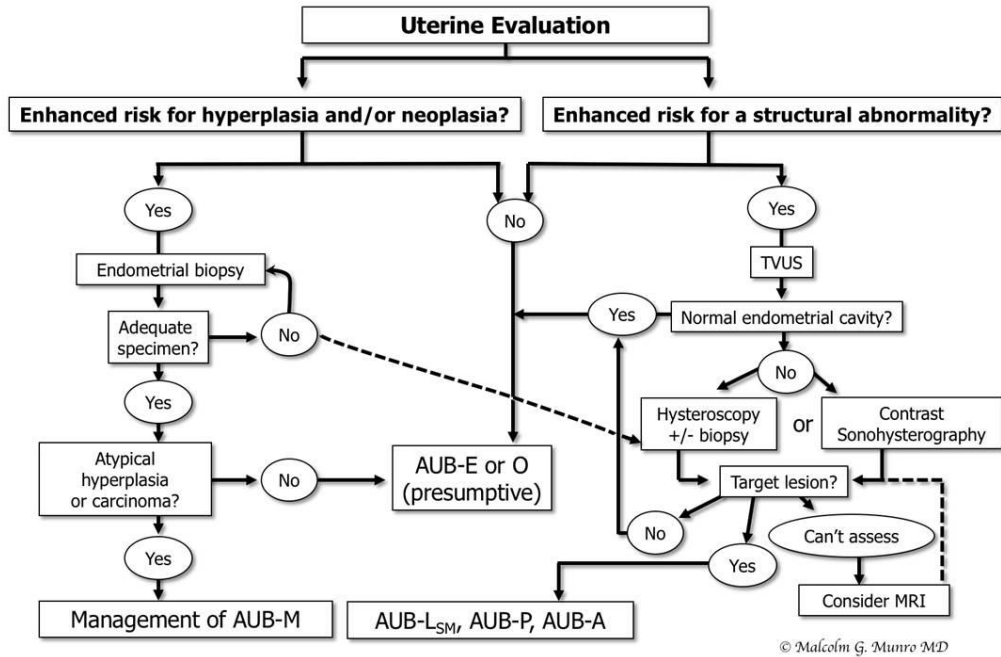 Uterine Evaluation
Enhanced risk for hyperplasia and/or neoplasia?
Enhanced risk for a structural abnormality?
Yes
No
Yes
Endometrial biopsy
TVUS
Adequate
specimen?
No
Yes
Normal endometrial cavity?
No
Yes
Hysteroscopy
+/- biopsy
or
Contrast
Sonohysterography
Atypical
hyperplasia
or carcinoma?
No
AUB-E or O
(presumptive)
Target lesion?
No
Yes
Can't assess
Yes
Management of AUB-M
AUB-LSM, AUB-P, AUB-A
Consider MRI
© Malcolm G. Munro MD